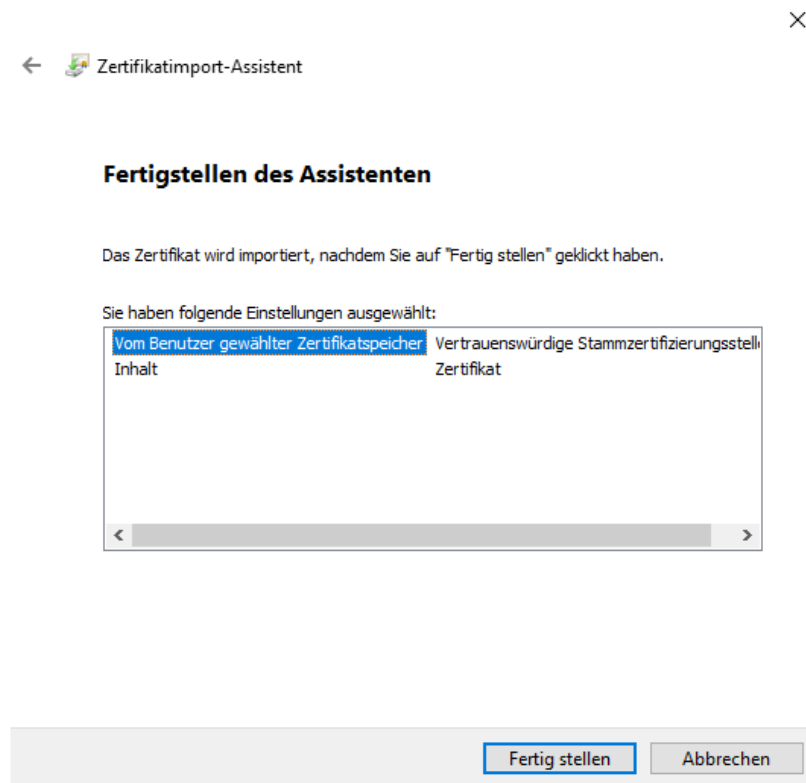 Zertifikatimport-Assistent
Fertigstellen des Assistenten
Das Zertifikat wird importiert, nachdem Sie auf "Fertig stellen" geklickt haben.
Sie haben folgende Einstellungen ausgewählt:
Vom Benutzer gewählter Zertifikatspeicher Vertrauenswürdige Stammzertifizierungsstell
Inhalt Zertifikat
Fertig stellen Abbrechen